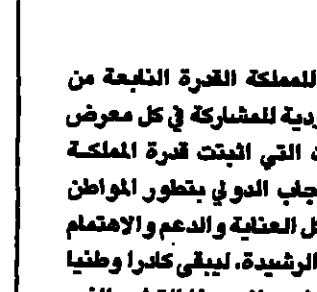 للمملكة القدرة النابعة من
ردية للمشاركة في كل معرض
التي اثبتت قدرة المملكة
جاب الدولي بتطور المواطن
كل العناية والدعم والاهتمام
الرشيدة، ليبقى كادرا وطنيا